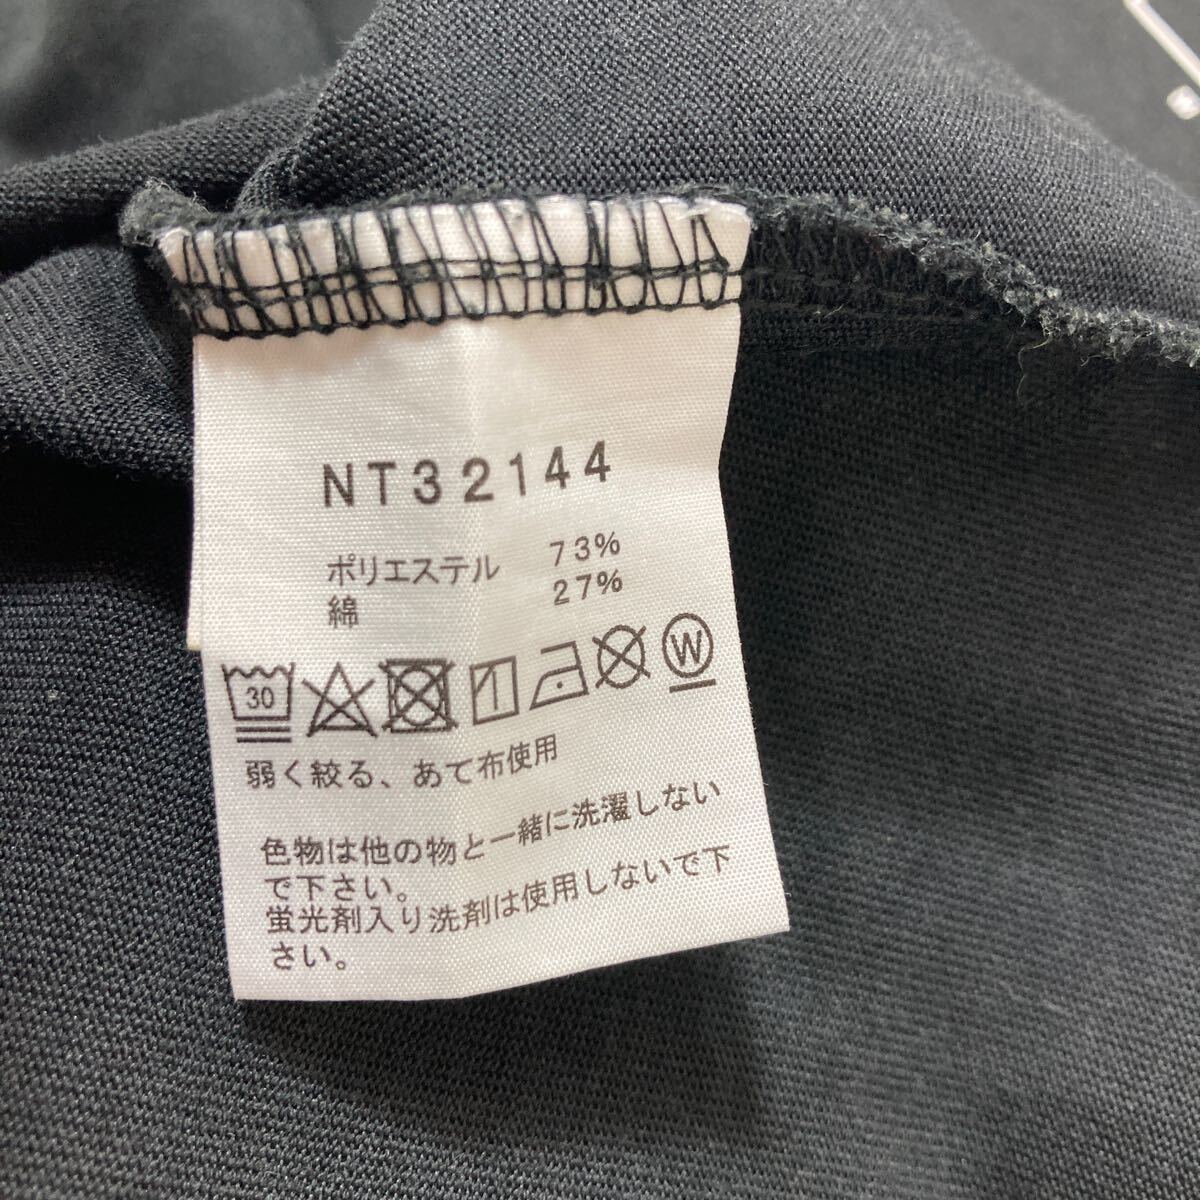 NT32144
ポリエステル 73%
綿 27%
30
W
弱く絞る、あて布使用
色物は他の物と一緒に洗濯しない
で下さい。
蛍光剤入り洗剤は使用しないで下
さい。